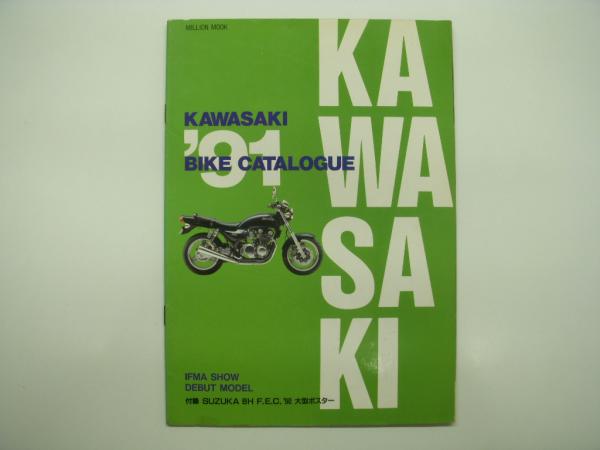 MILLION MOOK
KAWASAKI
'91
BIKE CATALOGUE
KA
WA
SA
KI
IFMA SHOW
DEBUT MODEL
付録 SUZUKA 8H F.E.C. '90 大型ポスター